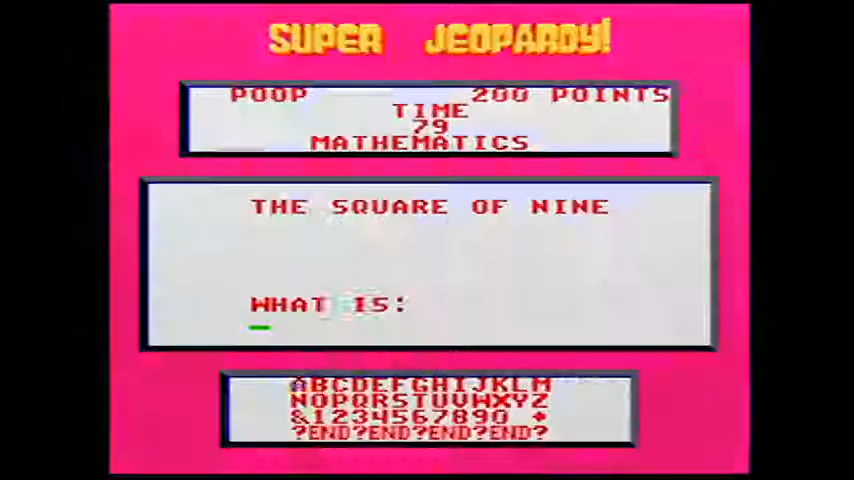 SUPER JEOPARDY!
POOP 200 POINTS
TIME
79
MATHEMATICS
THE SQUARE OF NINE
WHAT IS:
ABCDEFGHIJKLM
NOPQRSTUVWXYZ
&1234567890 ♦
?END?END?END?END?